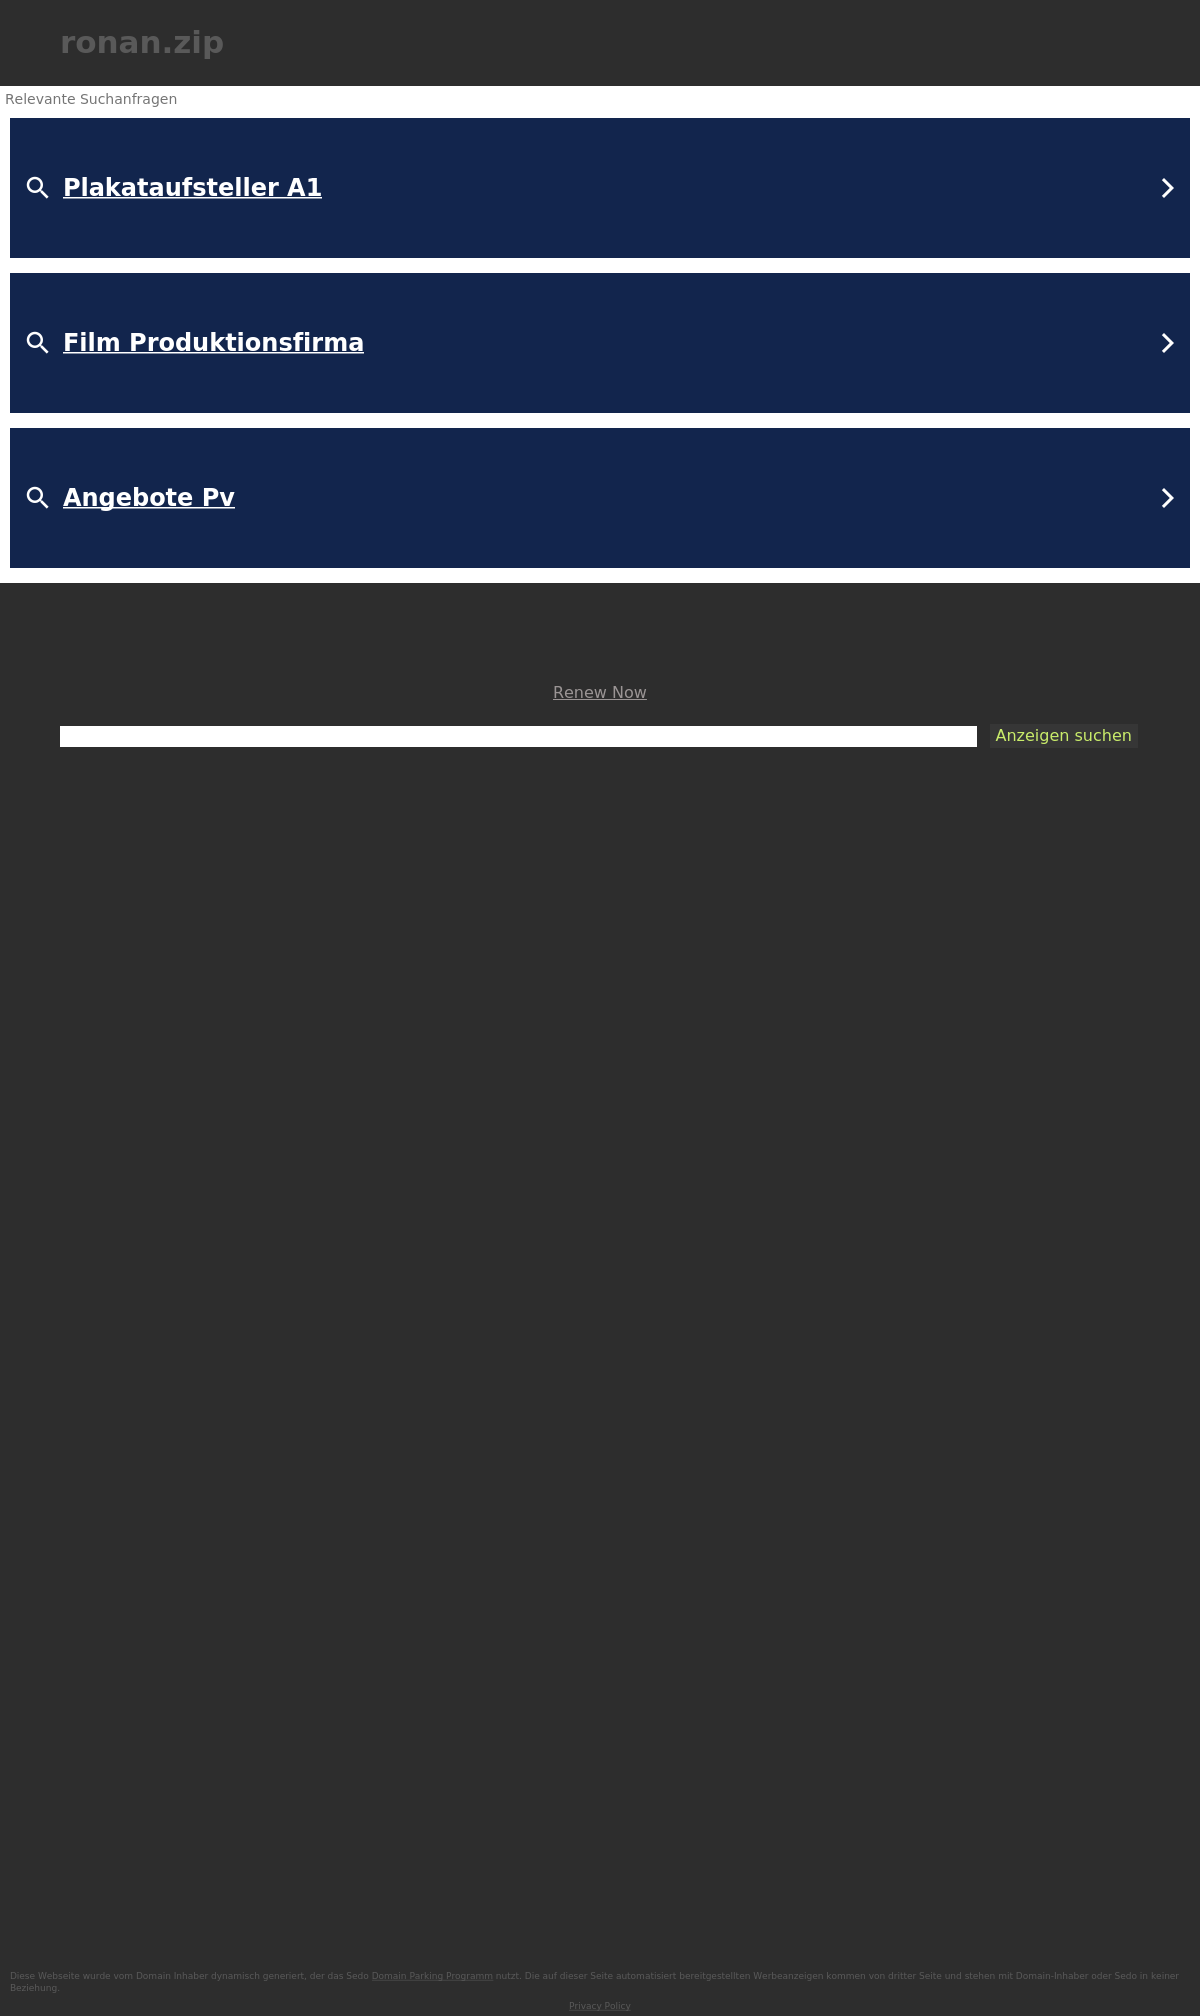 ronan.zip
Relevante Suchanfragen
Plakataufsteller A1
Film Produktionsfirma
Angebote Pv
Renew Now
Anzeigen suchen
Diese Webseite wurde vom Domain Inhaber dynamisch generiert, der das Sedo Domain Parking Programm nutzt. Die auf dieser Seite automatisiert bereitgestellten Werbeanzeigen kommen von dritter Seite und stehen mit Domain-Inhaber oder Sedo in keiner
Beziehung.
Privacy Policy